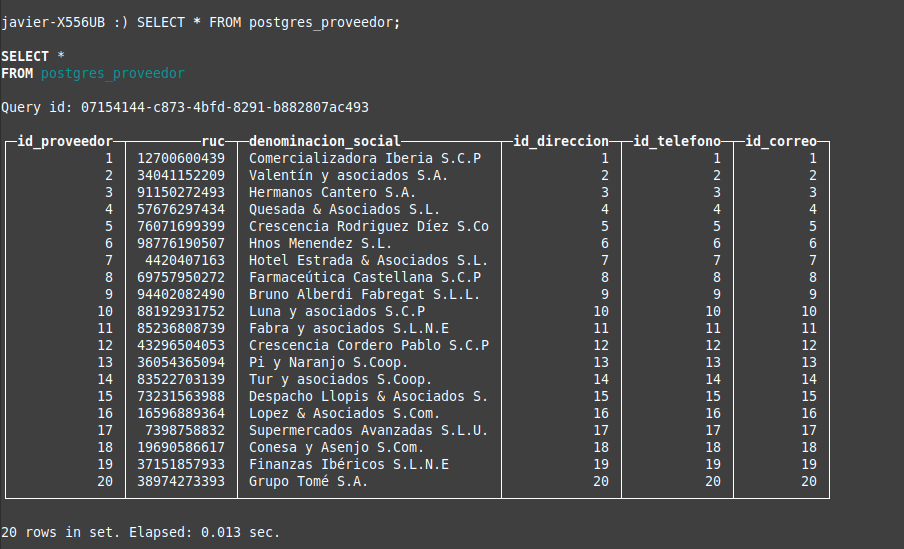 javier-X556UB :) SELECT * FROM postgres_proveedor;
SELECT *
FROM postgres_proveedor
Query id: 07154144-c873-4bfd-8291-b882807ac493
id_proveedor ruc denominacion_social id_direccion id_telefono id_correo
1 12700600439 Comercializadora Iberia S.C.P 1 1 1
2 34041152209 Valentín y asociados S.A. 2 2 2
3 91150272493 Hermanos Cantero S.A. 3 3 3
4 57676297434 Quesada & Asociados S.L. 4 4 4
5 76071699399 Crescencia Rodriguez Díez S.Co 5 5 5
6 98776190507 Hnos Menendez S.L. 6 6 6
7 4420407163 Hotel Estrada & Asociados S.L. 7 7 7
8 69757950272 Farmaceútica Castellana S.C.P 8 8 8
9 94402082490 Bruno Alberdi Fabregat S.L.L. 9 9 9
10 88192931752 Luna y asociados S.C.P 10 10 10
11 85236808739 Fabra y asociados S.L.N.E 11 11 11
12 43296504053 Crescencia Cordero Pablo S.C.P 12 12 12
13 36054365094 Pi y Naranjo S.Coop. 13 13 13
14 83522703139 Tur y asociados S.Coop. 14 14 14
15 73231563988 Despacho Llopis & Asociados S. 15 15 15
16 16596889364 Lopez & Asociados S.Com. 16 16 16
17 7398758832 Supermercados Avanzadas S.L.U. 17 17 17
18 19690586617 Conesa y Asenjo S.Com. 18 18 18
19 37151857933 Finanzas Ibéricos S.L.N.E 19 19 19
20 38974273393 Grupo Tomé S.A. 20 20 20
20 rows in set. Elapsed: 0.013 sec.